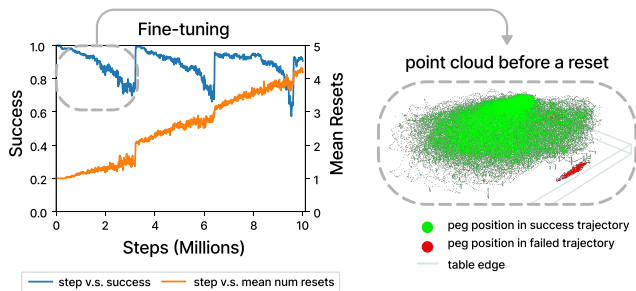 Fine-tuning
1.0
0.8
0.6
0.4
0.2
0.0
Success
5
4
3
2
1
0
Mean Resets
0 2 4 6 8 10
Steps (Millions)
step v.s. success step v.s. mean num resets
point cloud before a reset
peg position in success trajectory
peg position in failed trajectory
table edge